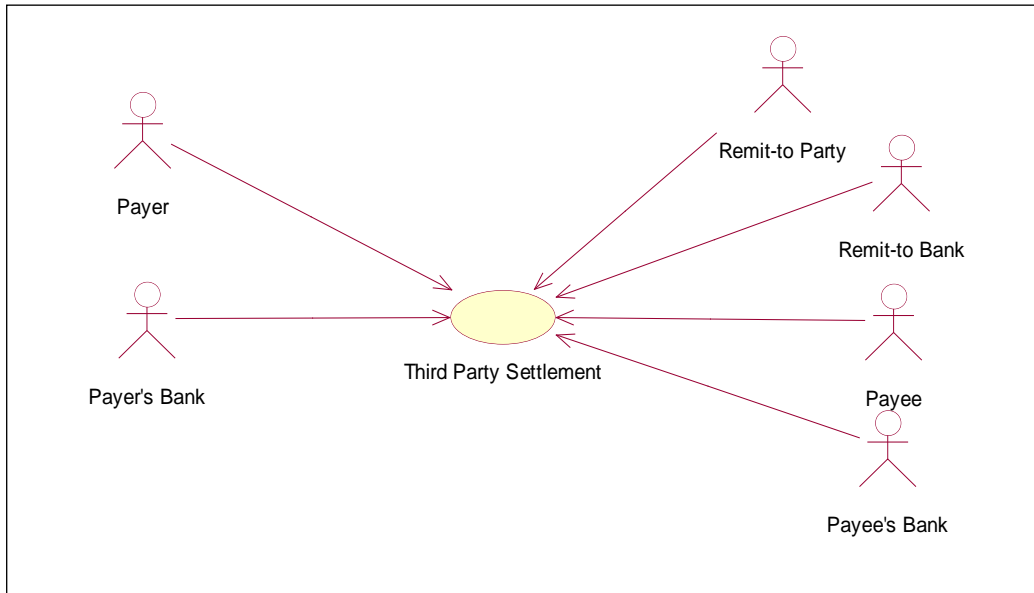 Remit-to Party
Payer
Remit-to Bank
Third Party Settlement
Payer's Bank
Payee
Payee's Bank